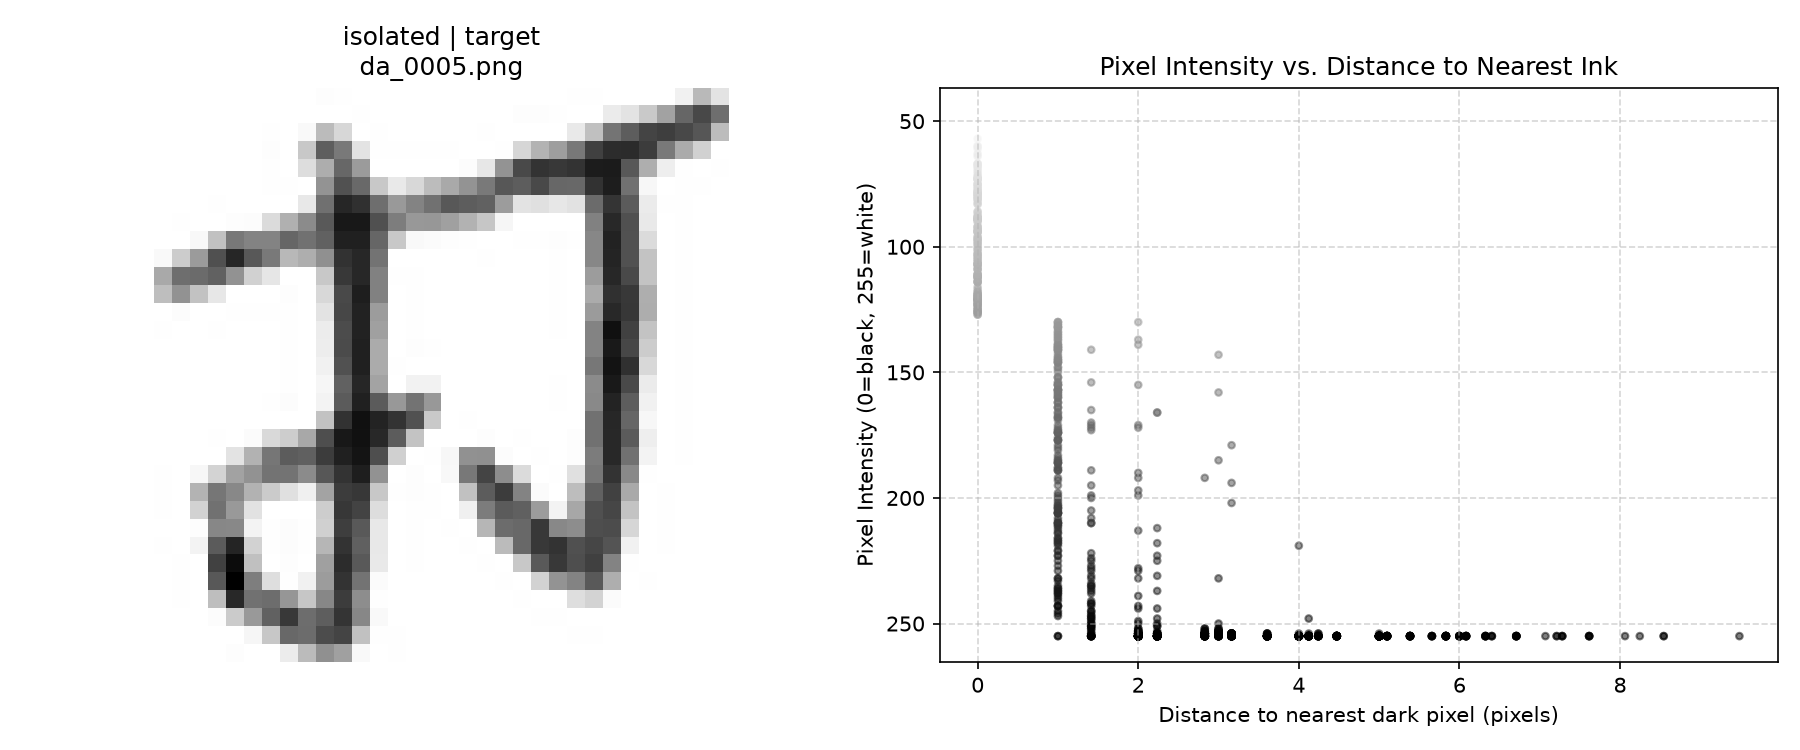 isolated | target
da_0005.png
打
Pixel Intensity vs. Distance to Nearest Ink
Pixel Intensity (0=black, 255=white)
50
100
150
200
250
0 2 4 6 8
Distance to nearest dark pixel (pixels)